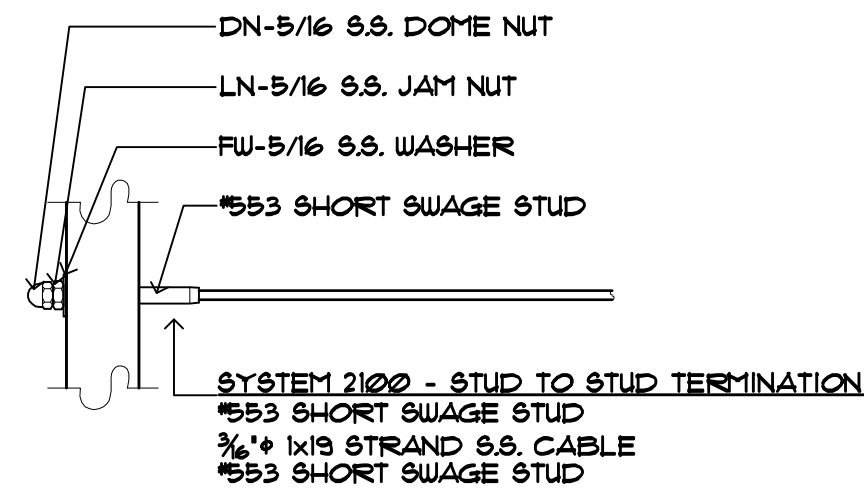 DN-5/16 S.S. DOME NUT
LN-5/16 S.S. JAM NUT
FW-5/16 S.S. WASHER
#553 SHORT SWAGE STUD
SYSTEM 2100 - STUD TO STUD TERMINATION
#553 SHORT SWAGE STUD
3/16"ϕ 1x19 STRAND S.S. CABLE
#553 SHORT SWAGE STUD